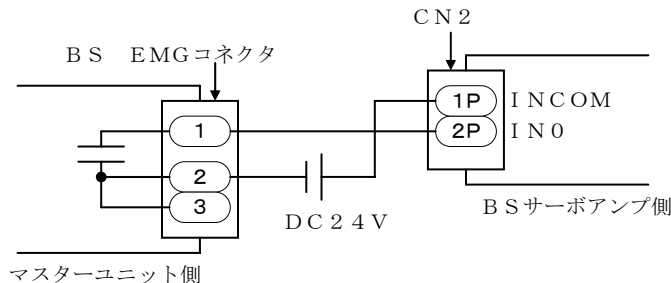 ＣＮ２
ＢＳ　ＥＭＧコネクタ
1P ＩＮＣＯＭ
1
2P ＩＮ０
2
3
ＤＣ２４Ｖ
ＢＳサーボアンプ側
マスターユニット側